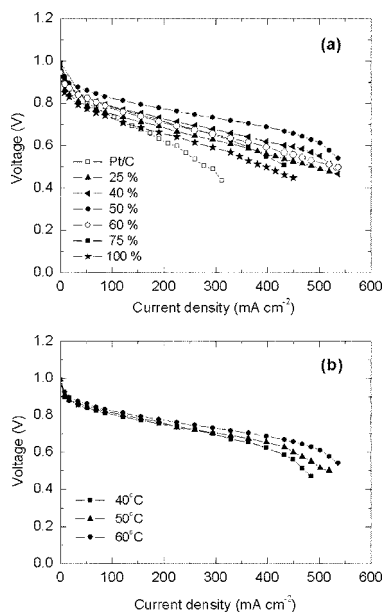 1.2
(a)
1.0
0.8
0.6
0.4
0.2
0.0
Voltage (V)
Pt/C
25 %
40 %
50 %
60 %
75 %
100 %
0 100 200 300 400 500 600
Current density (mA cm⁻²)
1.2
(b)
1.0
0.8
0.6
0.4
0.2
0.0
Voltage (V)
40°C
50°C
60°C
0 100 200 300 400 500 600
Current density (mA cm⁻²)